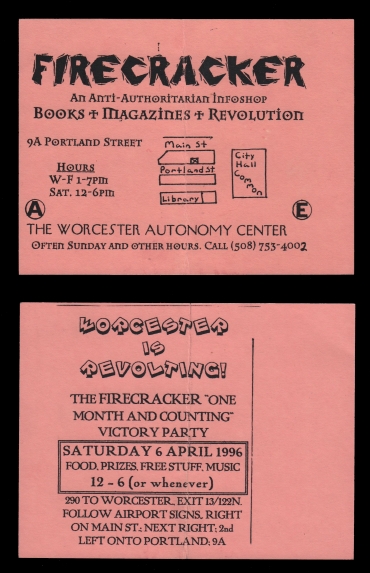 FIRECRACKER
AN ANTI-AUTHORITARIAN INFOSHOP
BOOKS + MAGAZINES + REVOLUTION
9A PORTLAND STREET
HOURS
W-F 1-7PM
SAT. 12-6PM
Main St
Portland St
Library
City
Hall
Common
A
E
THE WORCESTER AUTONOMY CENTER
OFTEN SUNDAY AND OTHER HOURS. CALL (508) 753-4002
WORCESTER
IS
REVOLTING!
THE FIRECRACKER "ONE
MONTH AND COUNTING"
VICTORY PARTY
SATURDAY 6 APRIL 1996
FOOD, PRIZES, FREE STUFF, MUSIC
12 - 6 (or whenever)
290 TO WORCESTER, EXIT 13/122N.
FOLLOW AIRPORT SIGNS, RIGHT
ON MAIN ST.; NEXT RIGHT; 2nd
LEFT ONTO PORTLAND; 9A